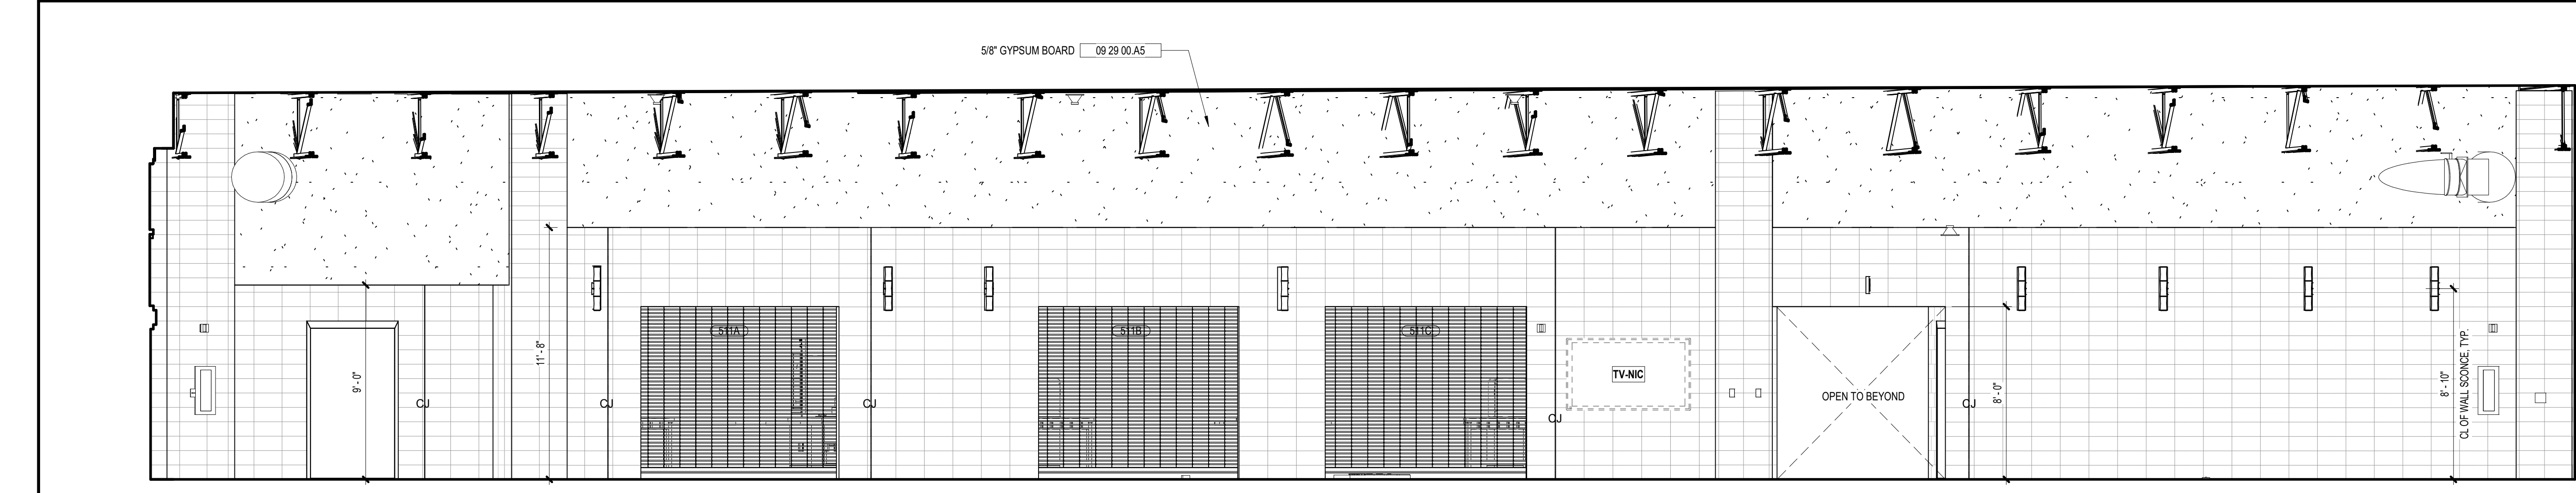 5/8" GYPSUM BOARD 09 29 00.A5
9' - 0"
CJ
11' - 8"
CJ
511A
CJ
511B
511C
CJ
TV-NIC
OPEN TO BEYOND
CJ
8' - 0"
8' - 10"
CL OF WALL SCONCE, TYP.